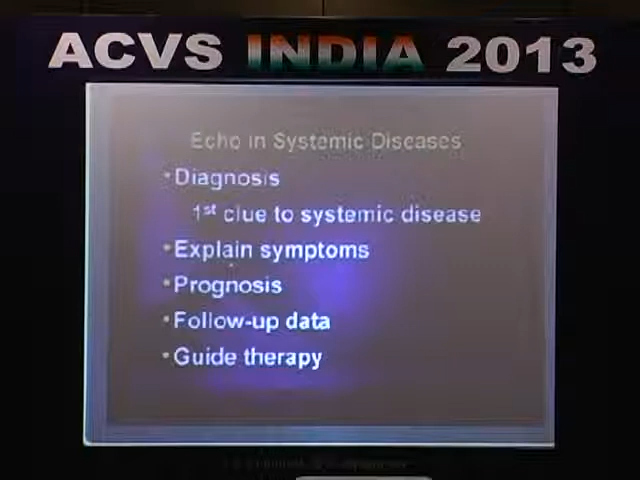 ACVS INDIA 2013
Echo in Systemic Diseases
•Diagnosis
1st clue to systemic disease
•Explain symptoms
•Prognosis
•Follow-up data
•Guide therapy